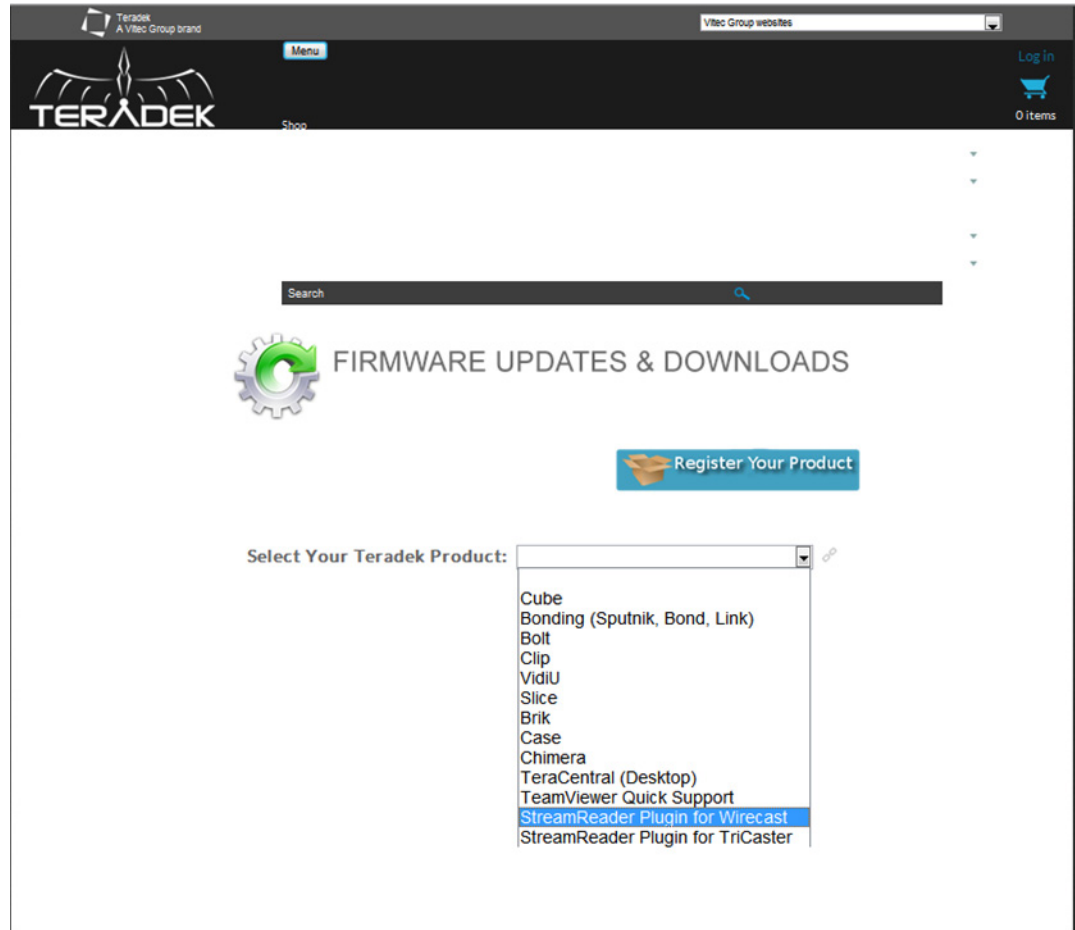 Teradek
A Vitec Group brand
Vitec Group websites
Menu
Log in
TERADEK
0 items
Shop
Search
FIRMWARE UPDATES & DOWNLOADS
Register Your Product
Select Your Teradek Product:
Cube
Bonding (Sputnik, Bond, Link)
Bolt
Clip
VidiU
Slice
Brik
Case
Chimera
TeraCentral (Desktop)
TeamViewer Quick Support
StreamReader Plugin for Wirecast
StreamReader Plugin for TriCaster